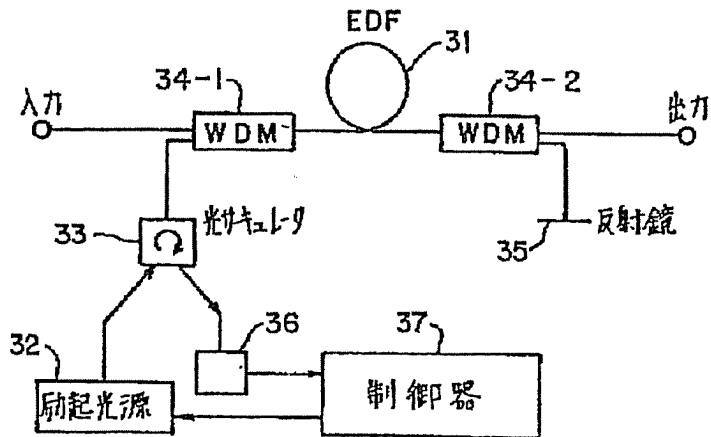 EDF
31
34-1
34-2
入力
WDM
WDM
出力
33
光サーキュレータ
35
反射鏡
36
37
32
励起光源
制御器